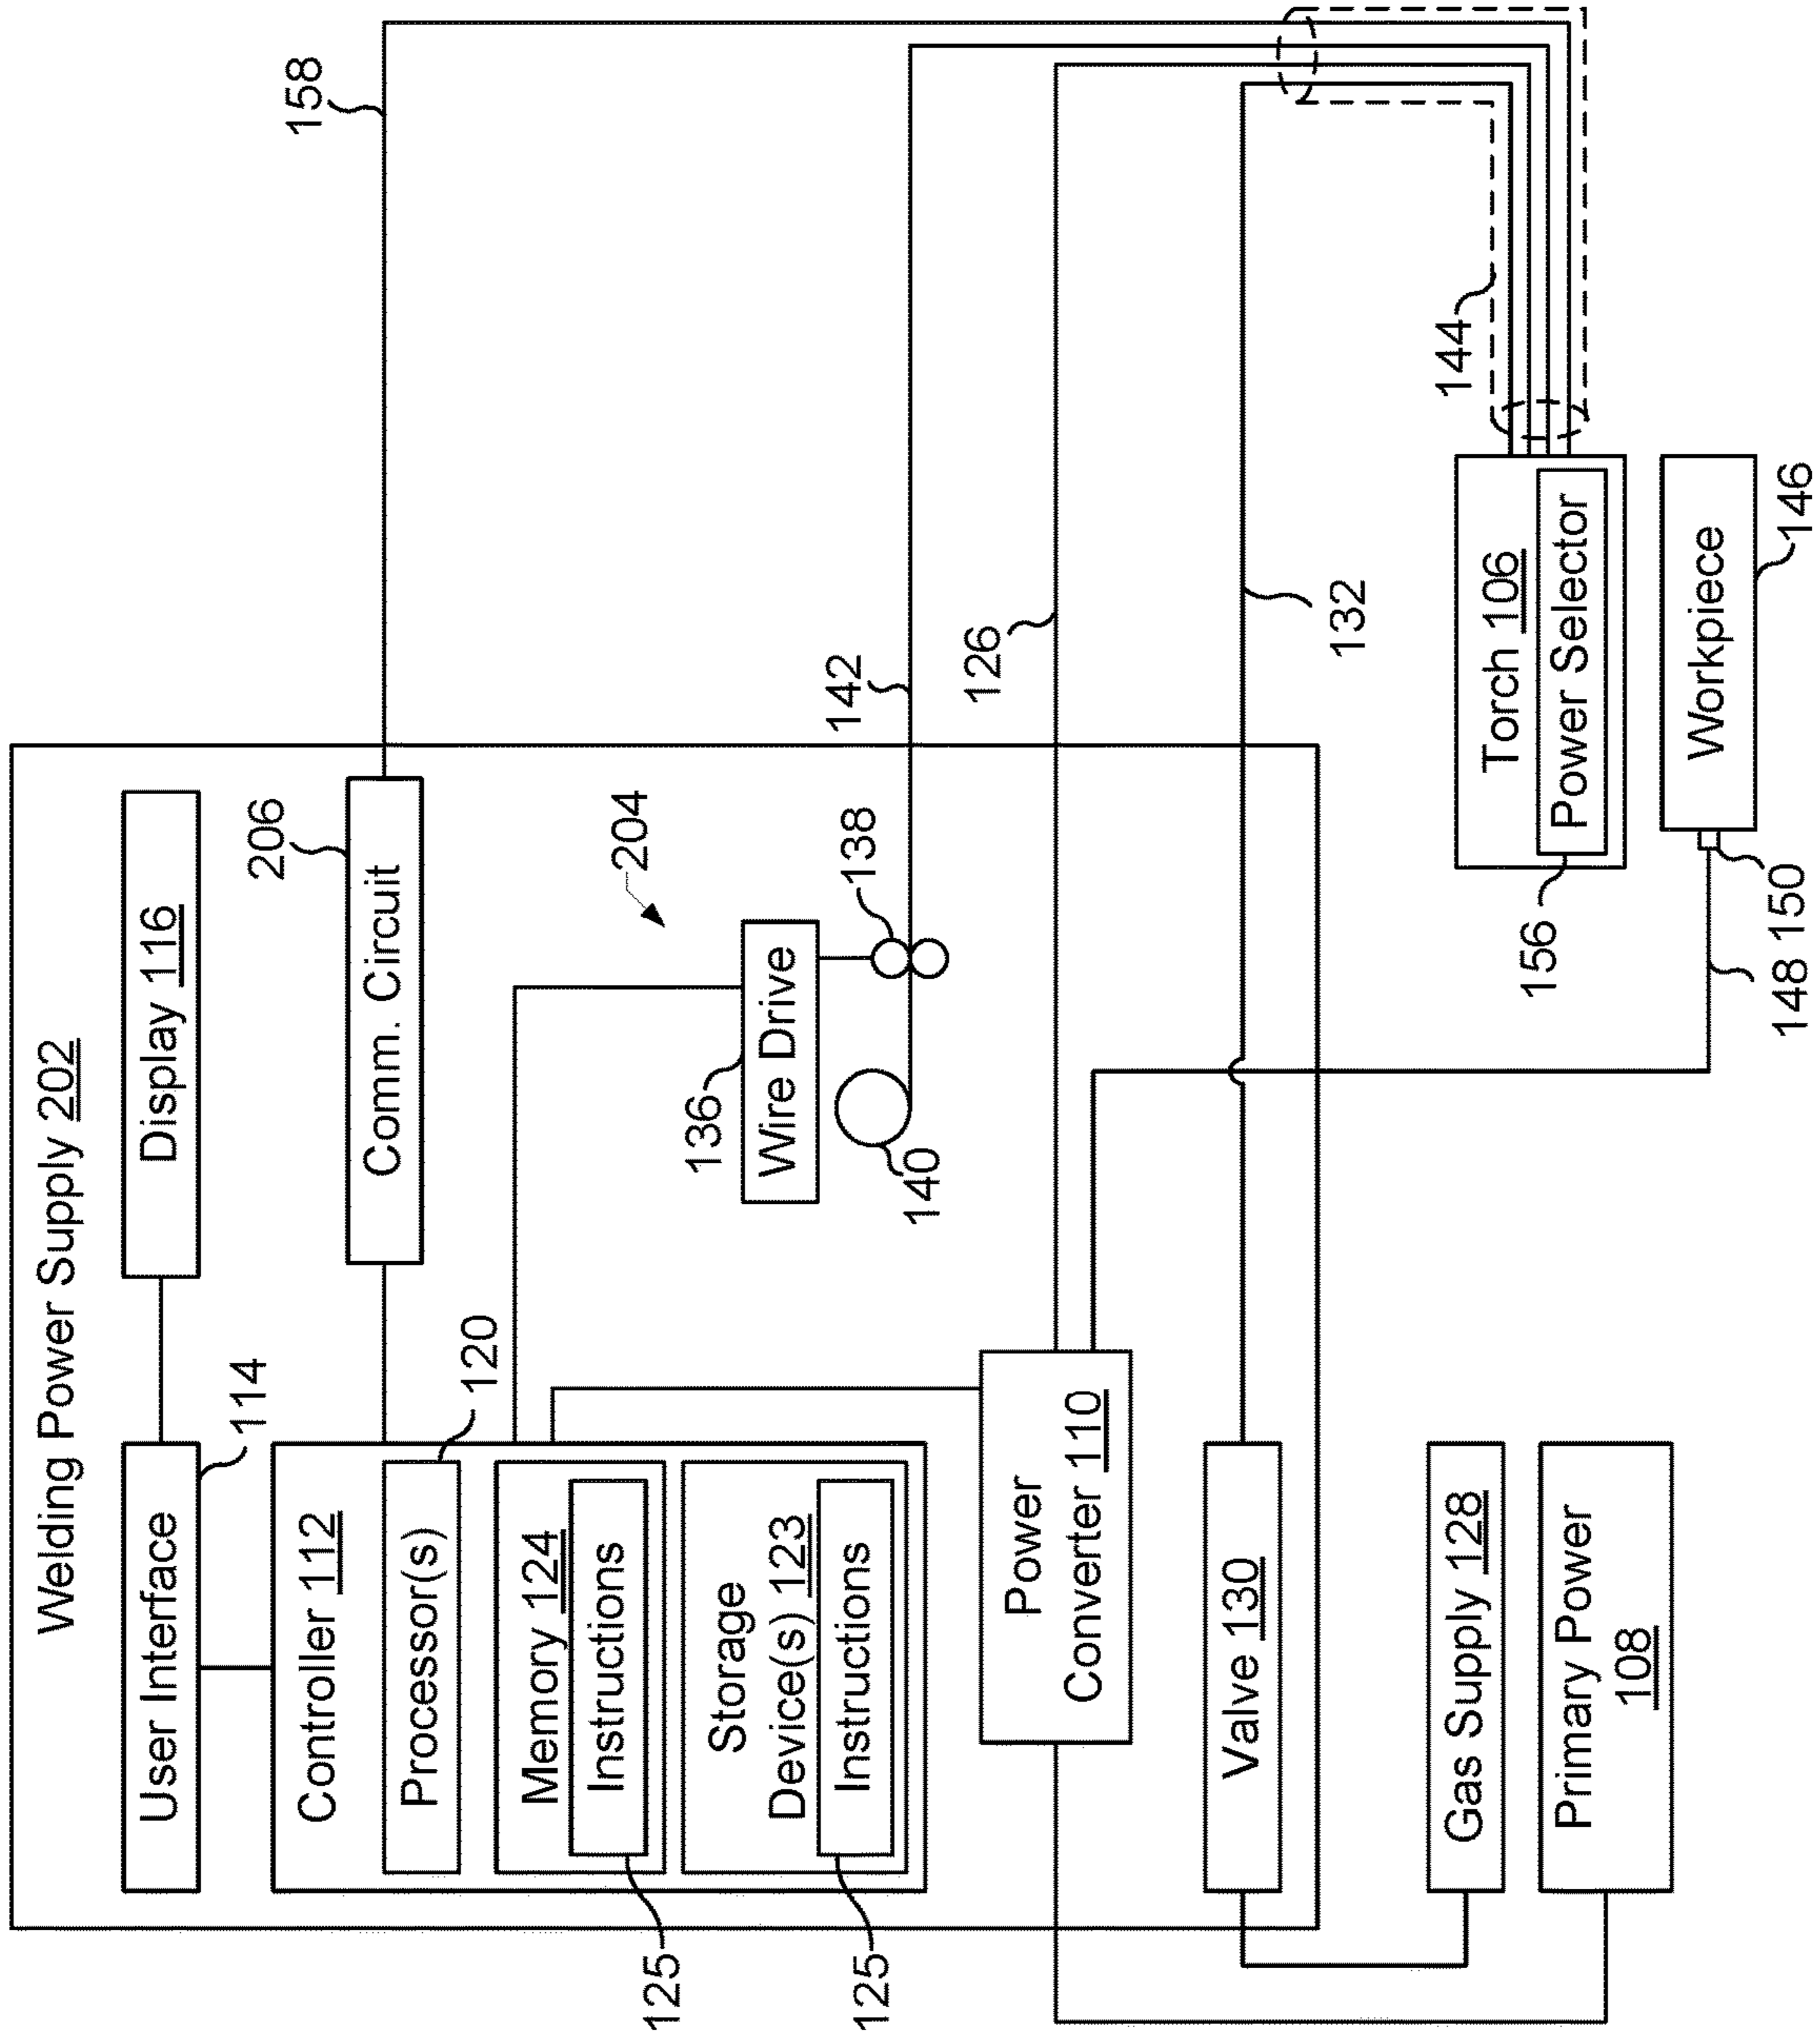 Welding Power Supply 202
User Interface
114
Display 116
Controller 112
Processor(s)
120
Memory 124
Instructions
125
Storage
Device(s) 123
Instructions
125
Comm. Circuit
206
158
204
136
Wire Drive
138
140
142
Power
Converter 110
126
Valve 130
132
Gas Supply 128
Primary Power
108
144
Torch 106
Power Selector
156
Workpiece
146
148
150